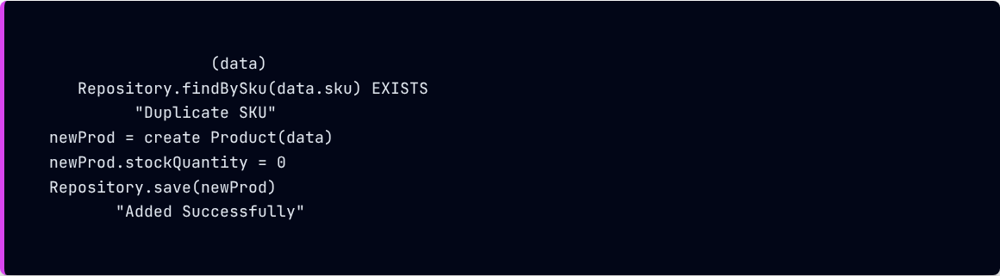 (data)
Repository.findBySku(data.sku) EXISTS
"Duplicate SKU"
newProd = create Product(data)
newProd.stockQuantity = 0
Repository.save(newProd)
"Added Successfully"